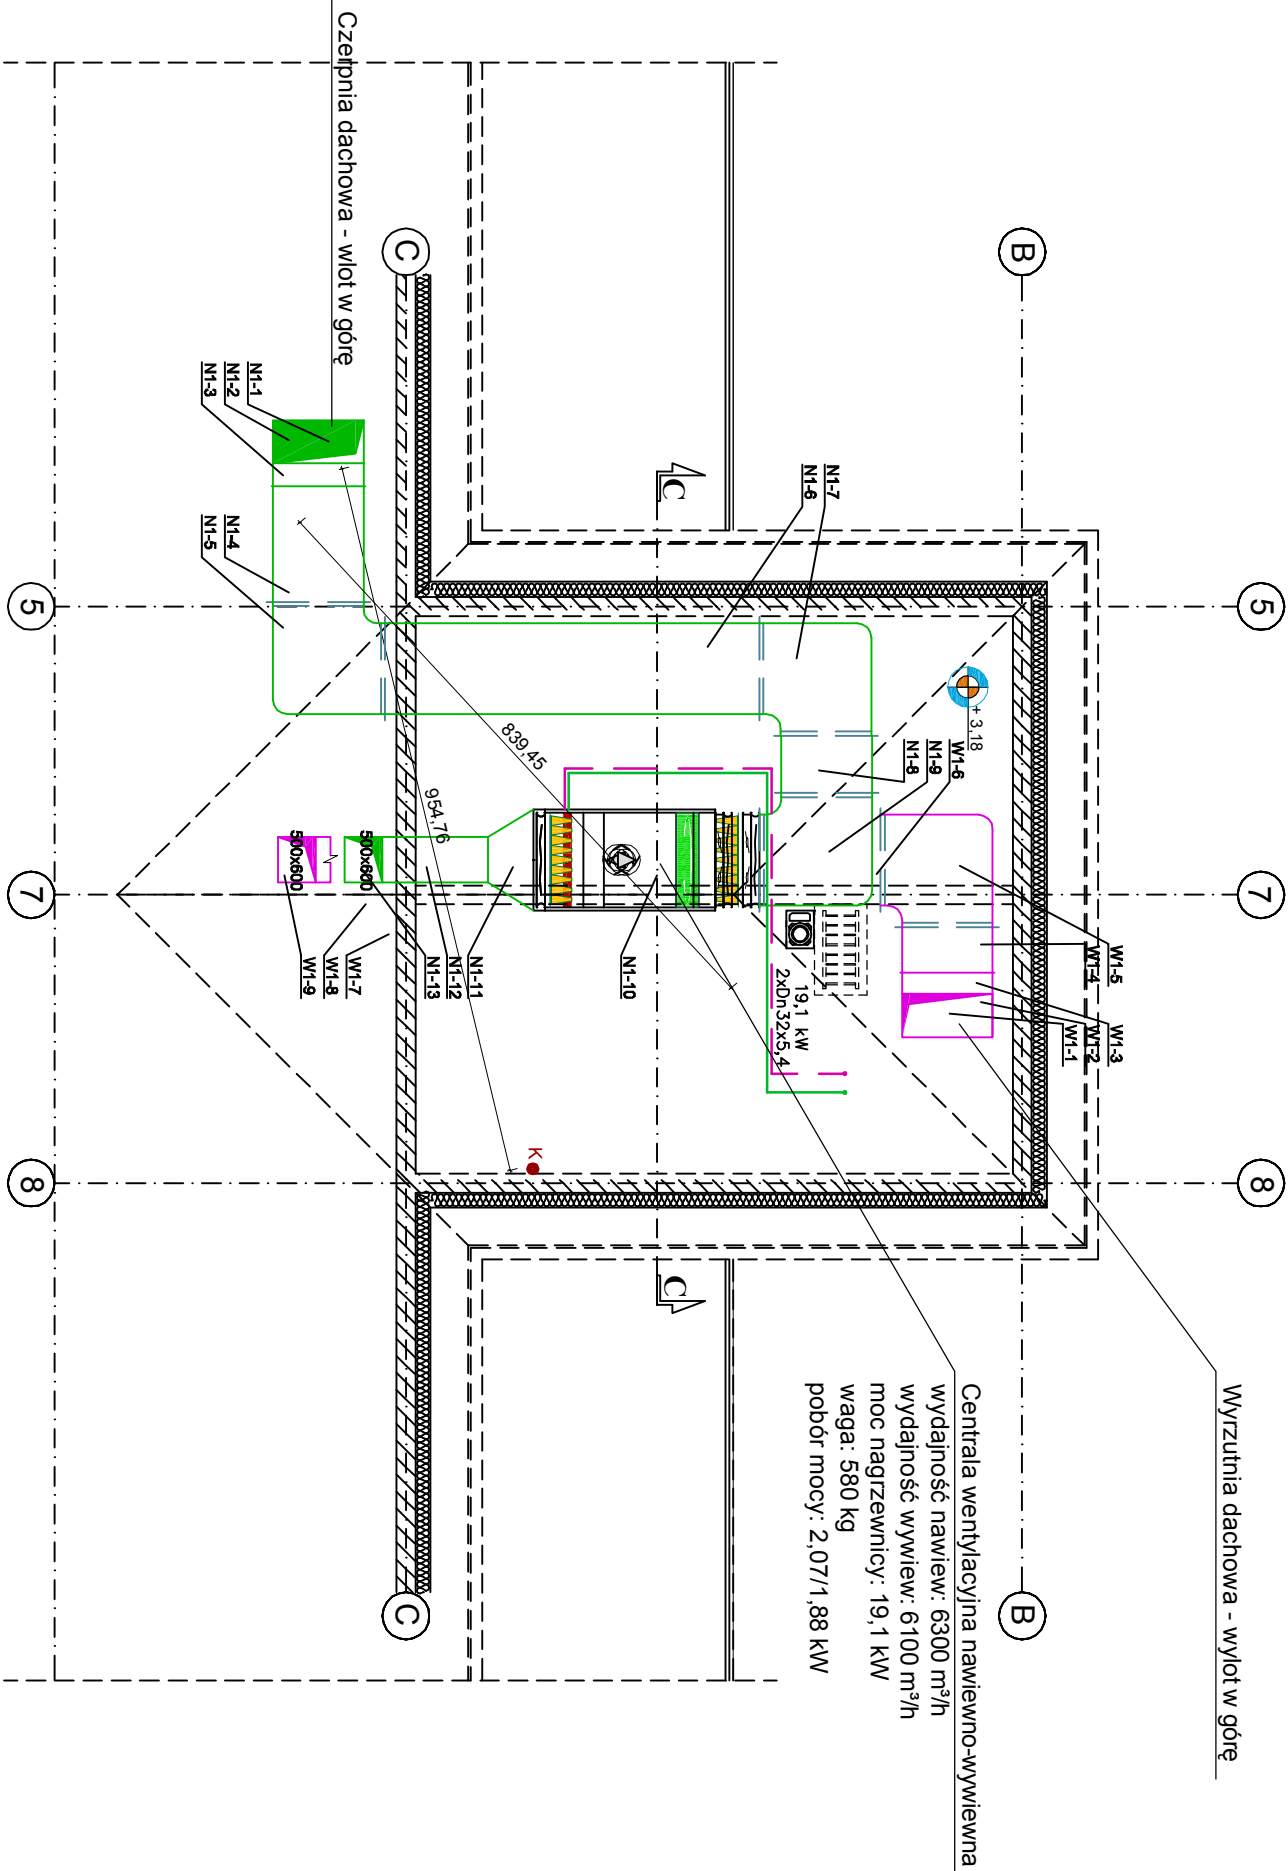 Czerpnia dachowa - wlot w górę
Wyrzutnia dachowa - wylot w górę
Centrala wentylacyjna nawiewno-wywiewna
wydajność nawiew: 6300 m³/h
wydajność wywiew: 6100 m³/h
moc nagrzewnicy: 19,1 kW
waga: 580 kg
pobór mocy: 2,07/1,88 kW
B
B
C
C
C
C
5
5
7
7
8
8
N1-1
N1-2
N1-3
N1-4
N1-5
N1-7
N1-6
W1-6
N1-9
N1-8
+ 3,18
W1-5
W1-4
W1-3
W1-2
W1-1
19,1 kW
2xDn32x5,4
N1-10
N1-11
N1-12
N1-13
W1-7
W1-8
W1-9
500x600
500x600
839,45
954,76
K